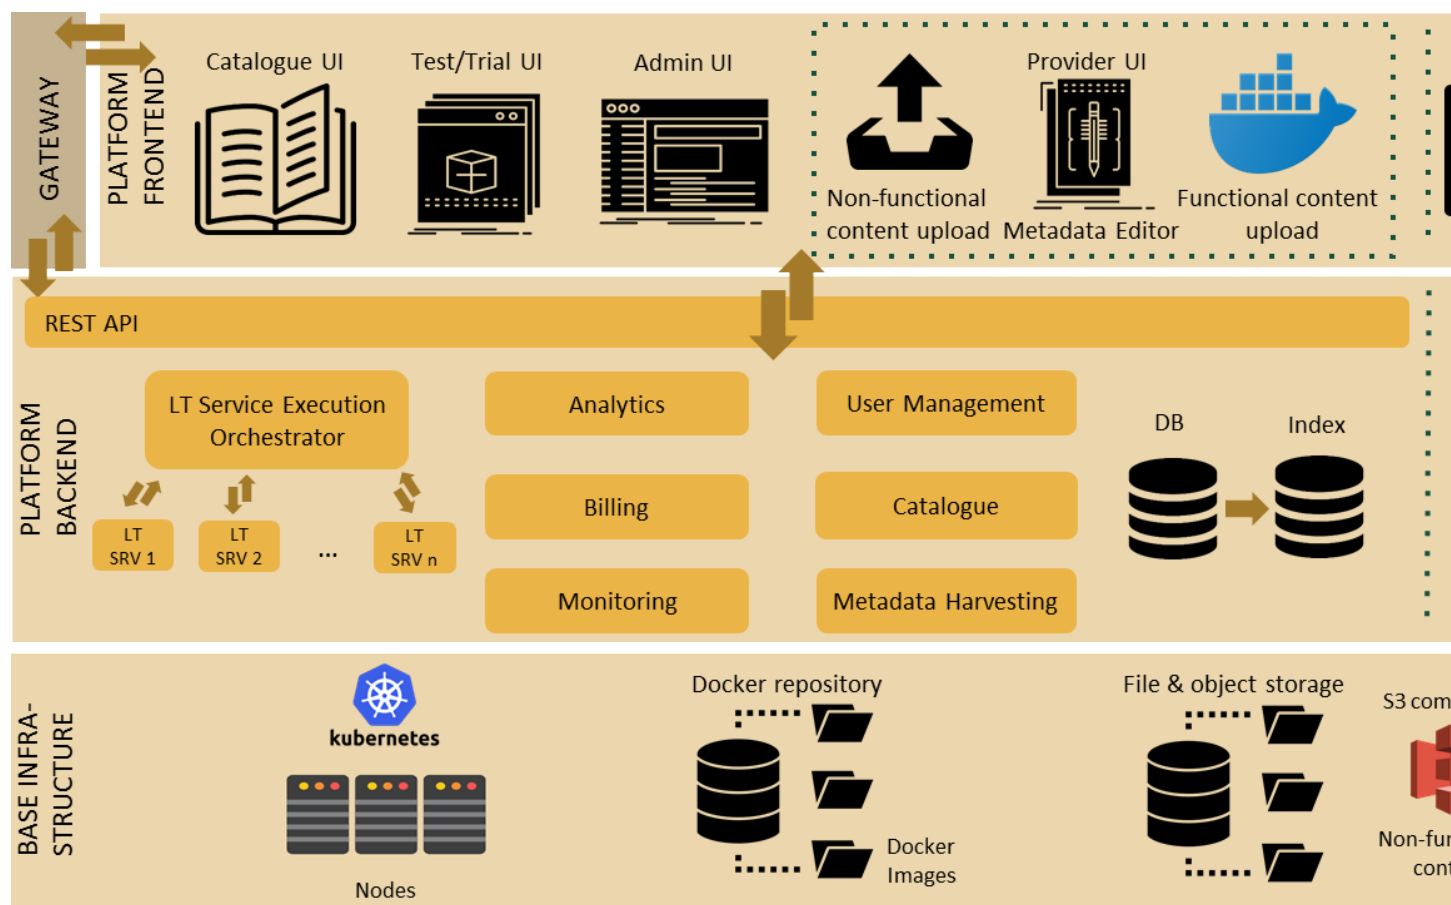 GATEWAY
PLATFORM
FRONTEND
Catalogue UI
Test/Trial UI
Admin UI
Provider UI
Non-functional
content upload
Metadata Editor
Functional content
upload
REST API
PLATFORM
BACKEND
LT Service Execution
Orchestrator
LT
SRV 1
LT
SRV 2
...
LT
SRV n
Analytics
Billing
Monitoring
User Management
Catalogue
Metadata Harvesting
DB
Index
BASE INFRA-
STRUCTURE
kubernetes
Nodes
Docker repository
Docker
Images
File & object storage
S3